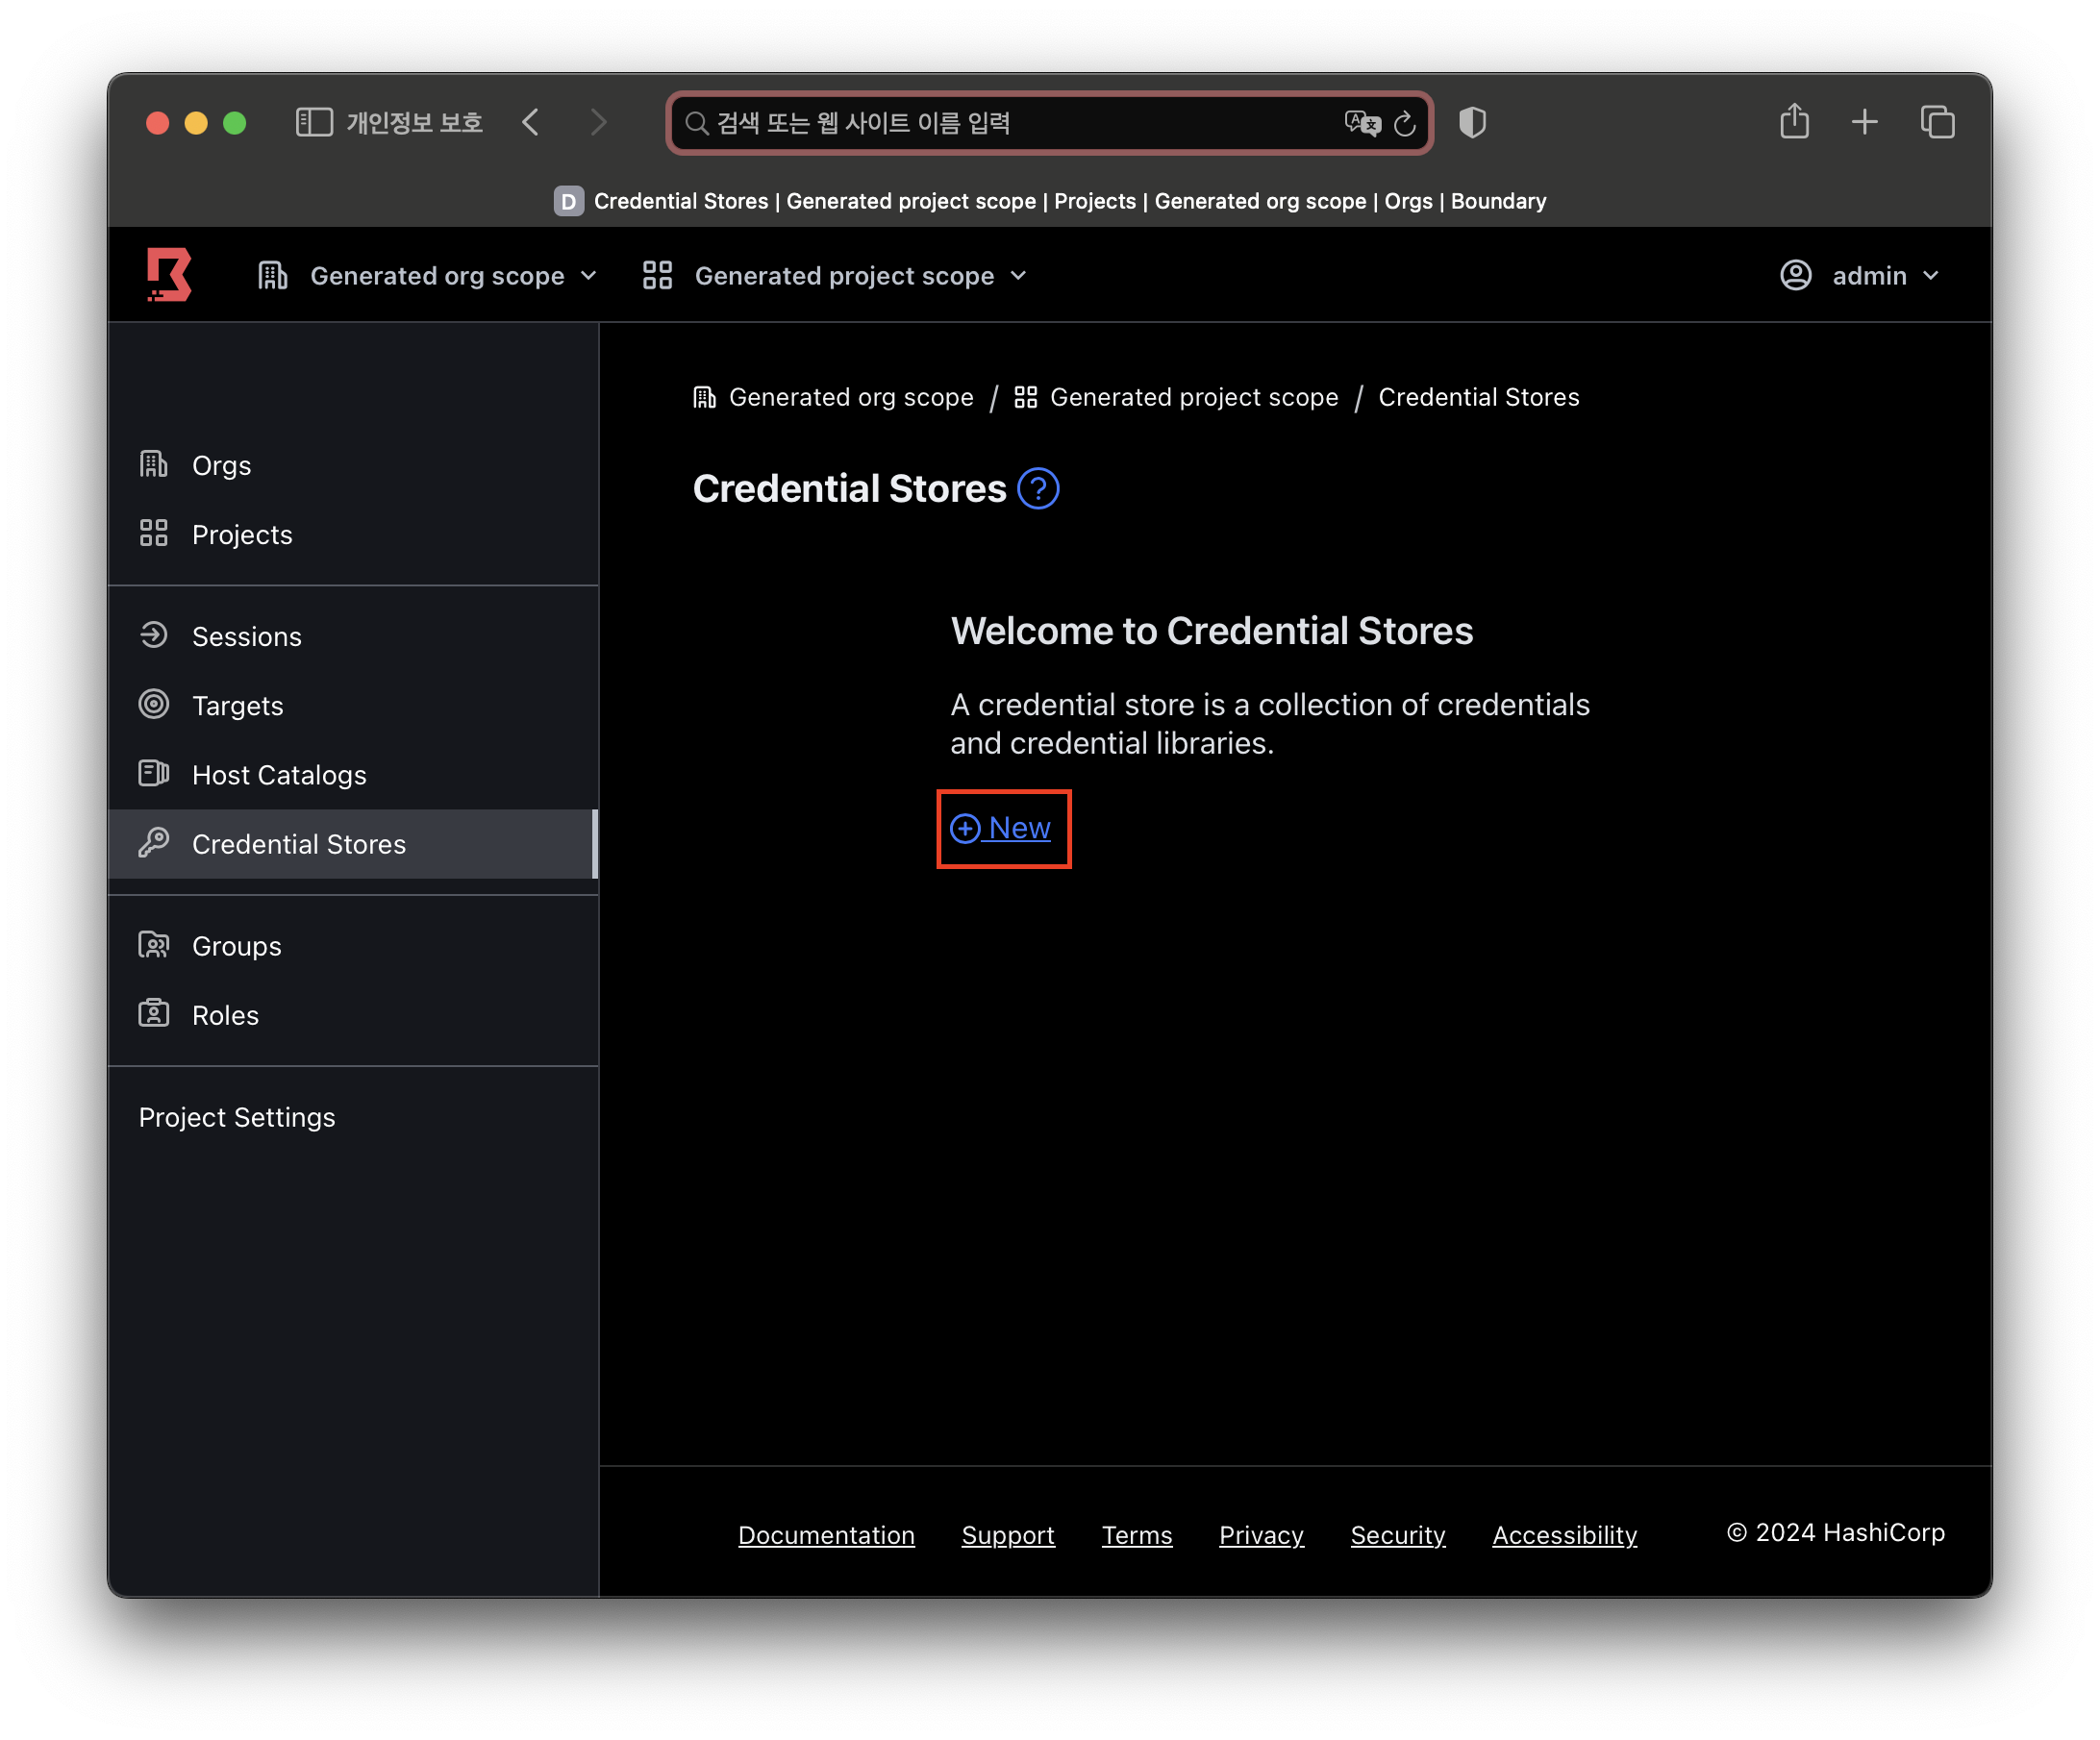 개인정보 보호
검색 또는 웹 사이트 이름 입력
D Credential Stores | Generated project scope | Projects | Generated org scope | Orgs | Boundary
Generated org scope
Generated project scope
admin
Orgs
Projects
Sessions
Targets
Host Catalogs
Credential Stores
Groups
Roles
Project Settings
Generated org scope / Generated project scope / Credential Stores
Credential Stores ?
Welcome to Credential Stores
A credential store is a collection of credentials
and credential libraries.
New
Documentation Support Terms Privacy Security Accessibility © 2024 HashiCorp